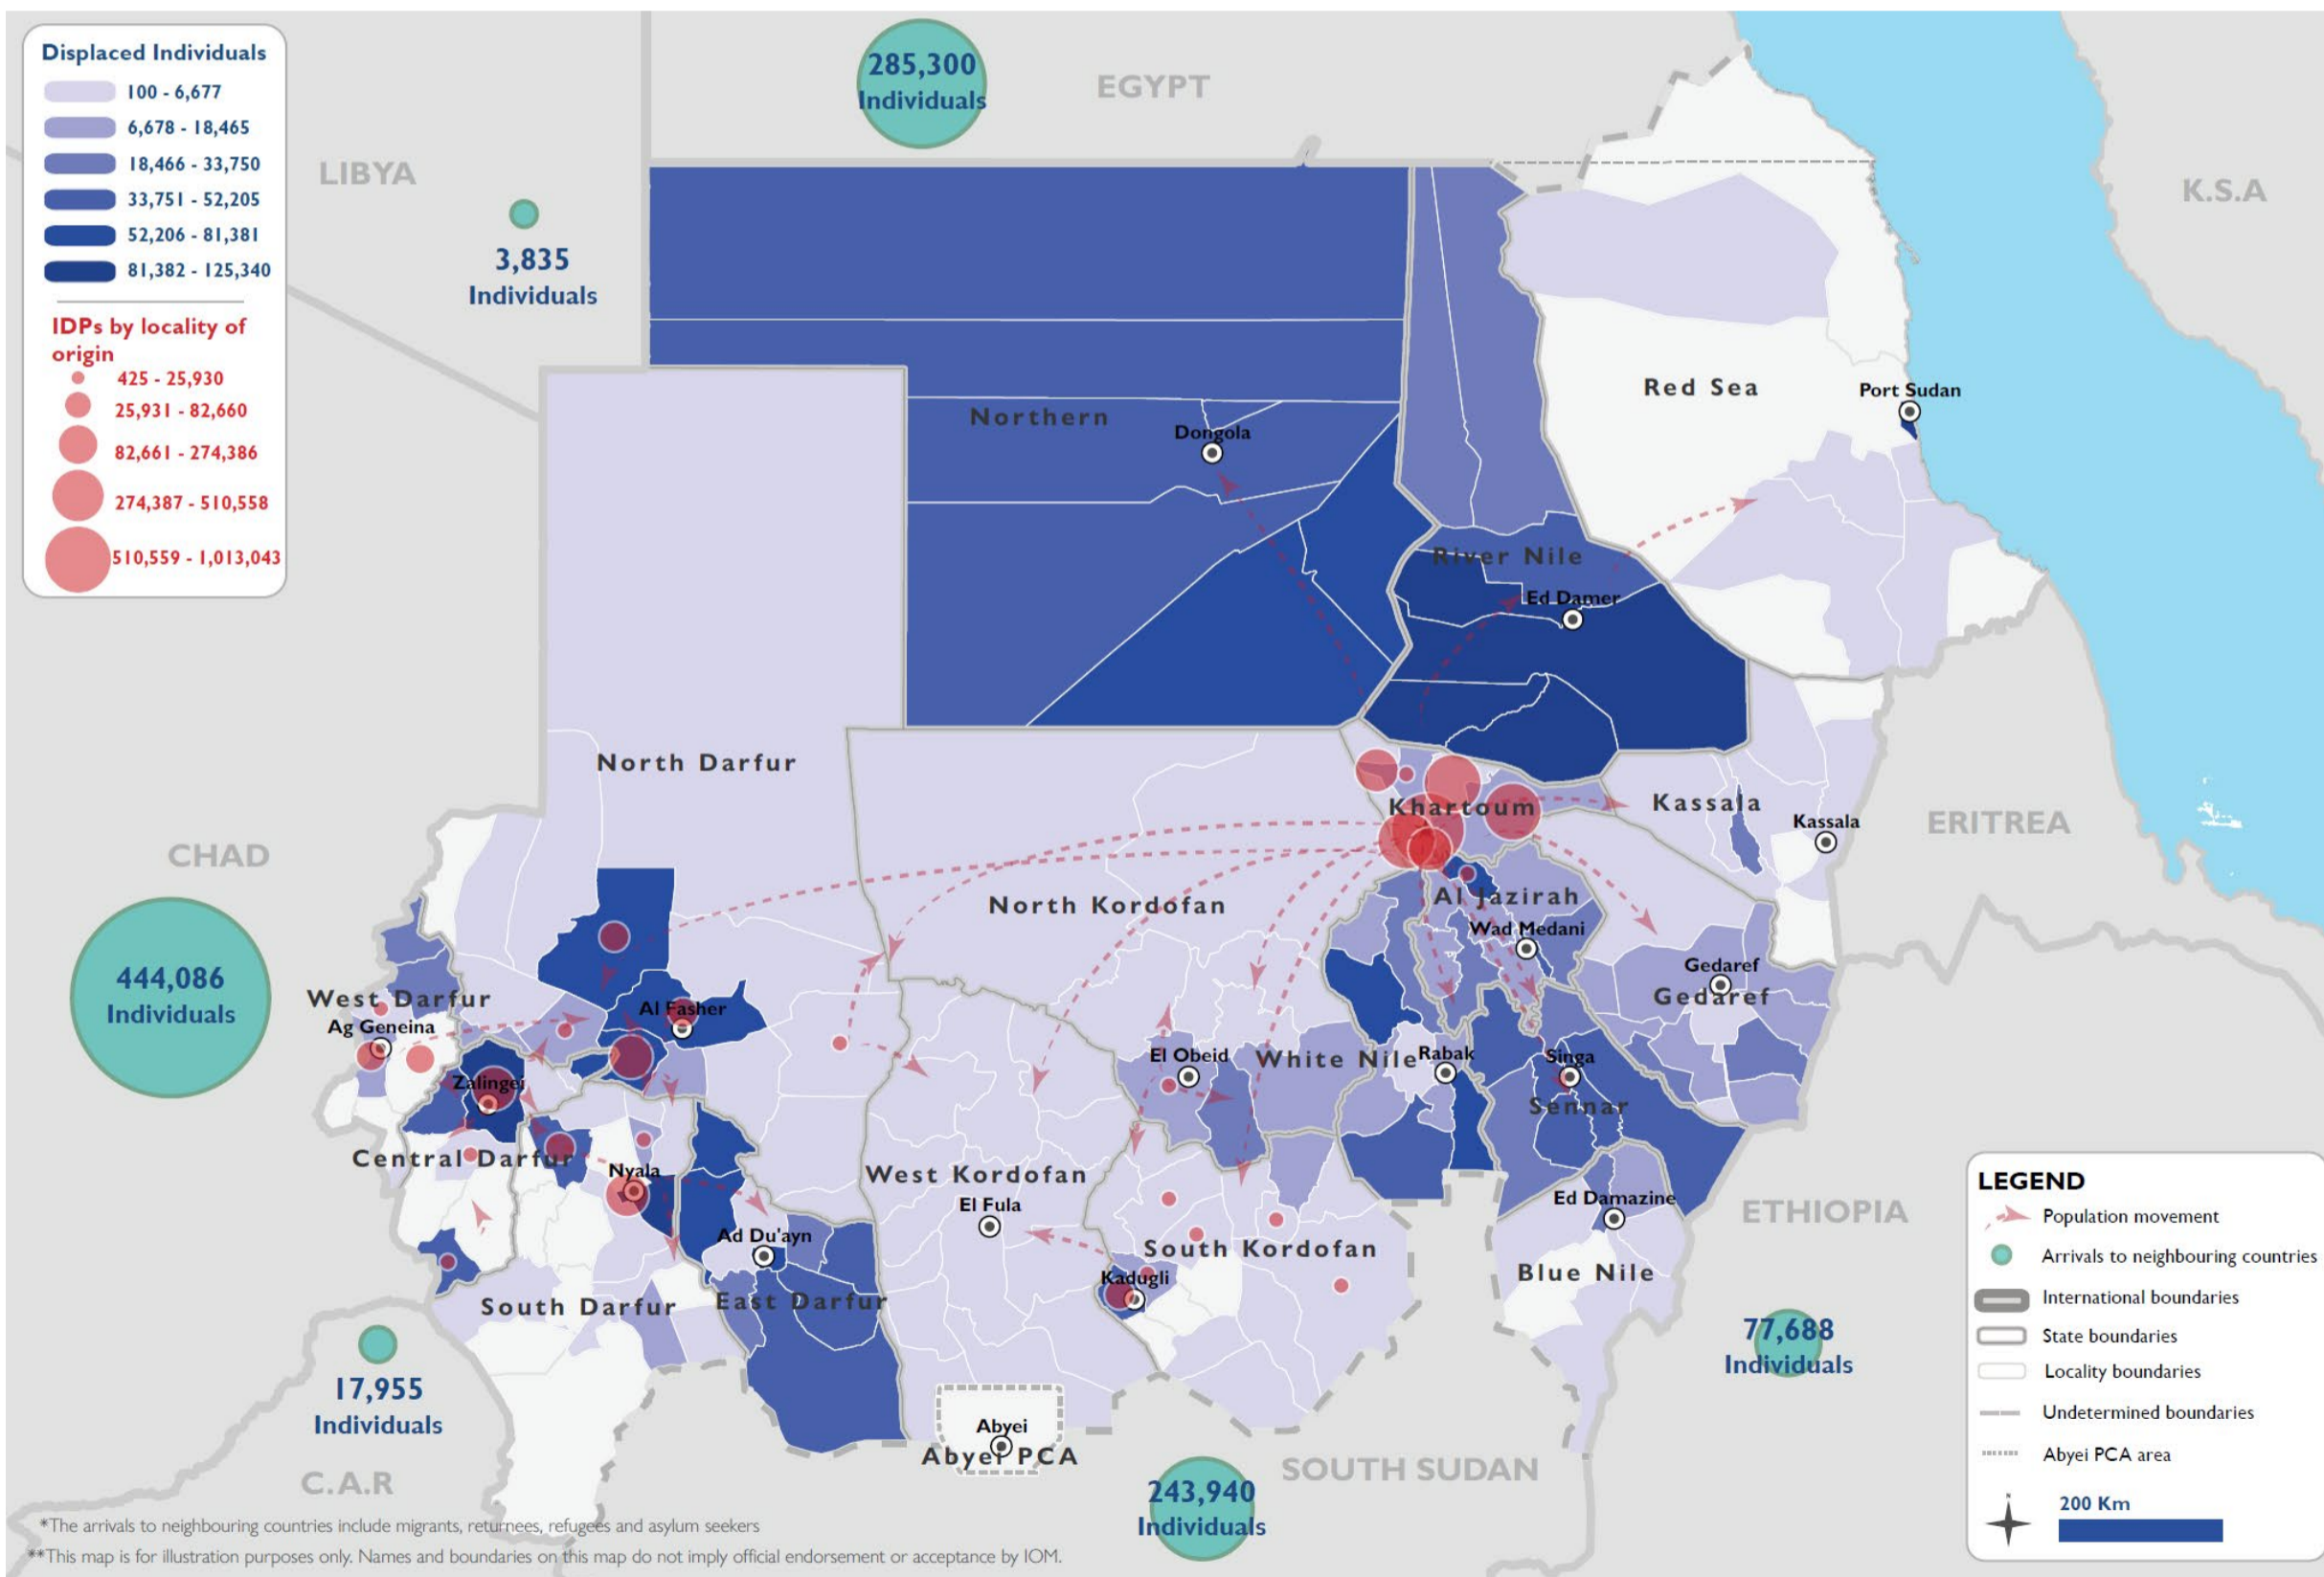 Displaced Individuals
100 - 6,677
6,678 - 18,465
18,466 - 33,750
33,751 - 52,205
52,206 - 81,381
81,382 - 125,340
IDPs by locality of
origin
425 - 25,930
25,931 - 82,660
82,661 - 274,386
274,387 - 510,558
510,559 - 1,013,043
285,300
Individuals
EGYPT
LIBYA
3,835
Individuals
K.S.A
Red Sea
Port Sudan
Northern
Dongola
River Nile
Ed Damer
North Darfur
Khartoum
Kassala
Kassala
ERITREA
CHAD
444,086
Individuals
North Kordofan
Al Jazirah
Wad Medani
Gedaref
Gedaref
West Darfur
Ag Geneina
Al Fasher
El Obeid
White Nile
Rabak
Singa
Sennar
Zalingei
Central Darfur
Nyala
West Kordofan
El Fula
Ed Damazine
ETHIOPIA
Ad Du'ayn
South Kordofan
Kadugli
Blue Nile
South Darfur
East Darfur
77,688
Individuals
17,955
Individuals
Abyei
Abyei PCA
C.A.R
SOUTH SUDAN
243,940
Individuals
LEGEND
Population movement
Arrivals to neighbouring countries
International boundaries
State boundaries
Locality boundaries
Undetermined boundaries
Abyei PCA area
N
200 Km
*The arrivals to neighbouring countries include migrants, returnees, refugees and asylum seekers
**This map is for illustration purposes only. Names and boundaries on this map do not imply official endorsement or acceptance by IOM.